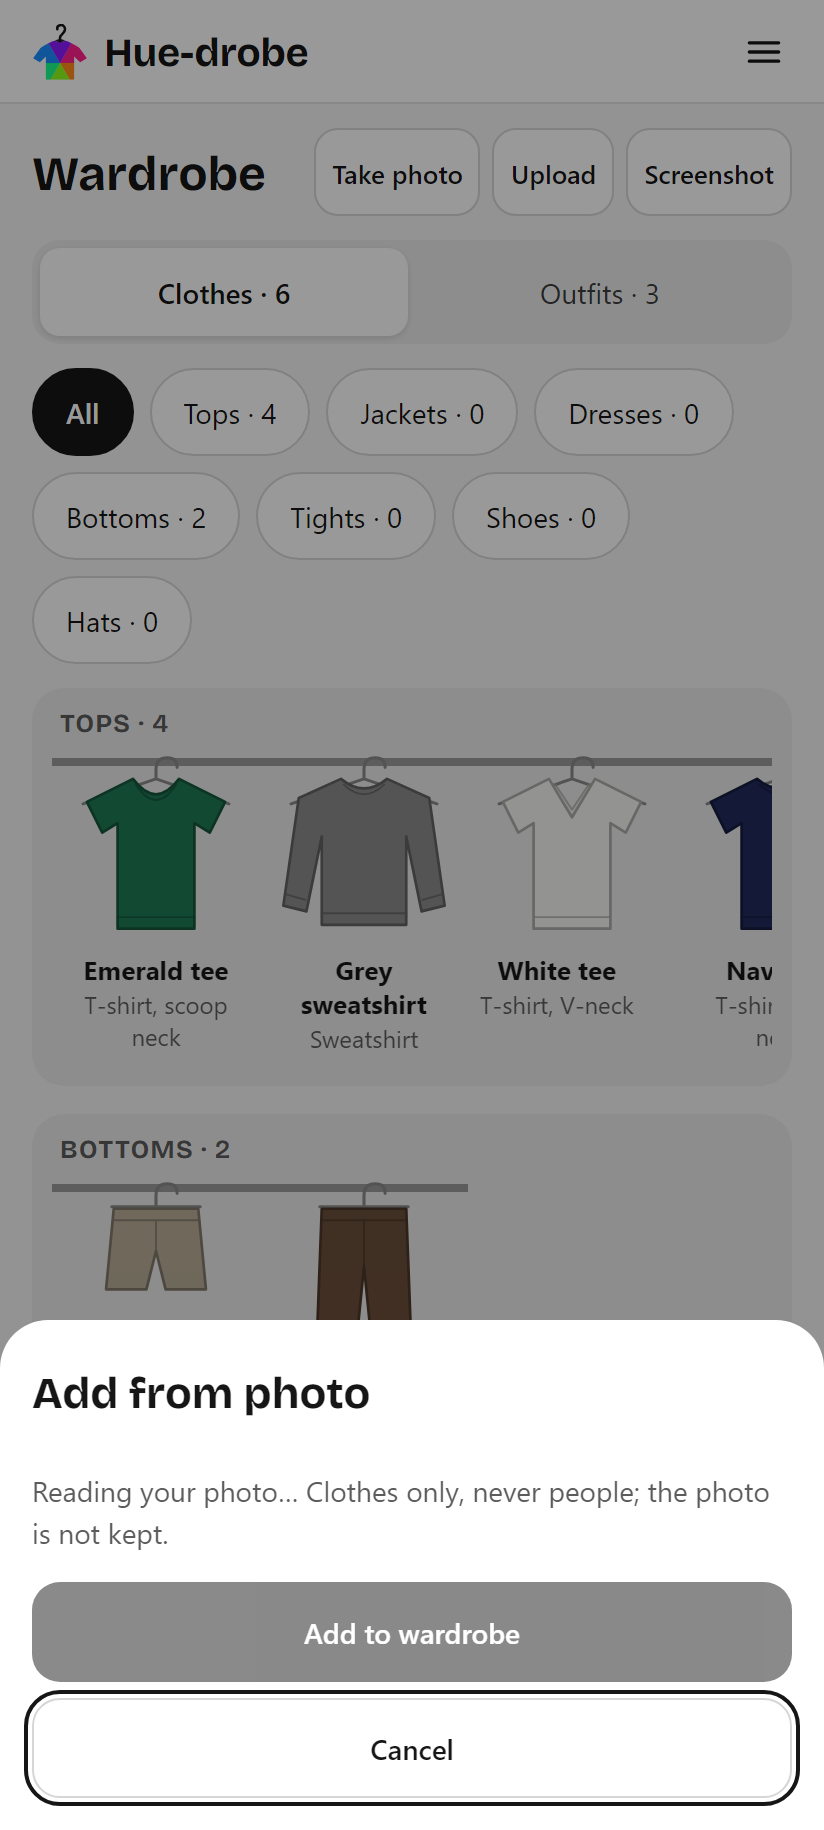 Hue-drobe
Wardrobe
Take photo
Upload
Screenshot
Clothes · 6
Outfits · 3
All
Tops · 4
Jackets · 0
Dresses · 0
Bottoms · 2
Tights · 0
Shoes · 0
Hats · 0
TOPS · 4
Emerald tee
T-shirt, scoop
neck
Grey
sweatshirt
Sweatshirt
White tee
T-shirt, V-neck
BOTTOMS · 2
Add from photo
Reading your photo... Clothes only, never people; the photo
is not kept.
Add to wardrobe
Cancel